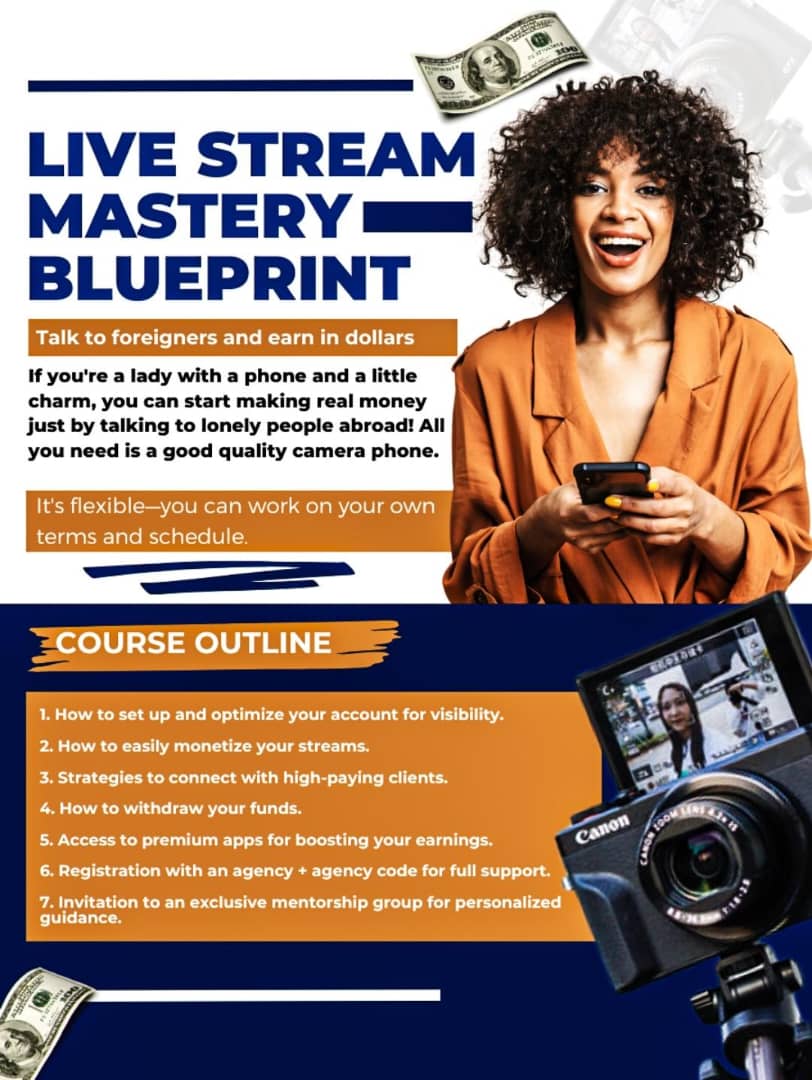 LIVE STREAM
MASTERY
BLUEPRINT
Talk to foreigners and earn in dollars
If you're a lady with a phone and a little
charm, you can start making real money
just by talking to lonely people abroad! All
you need is a good quality camera phone.
It's flexible—you can work on your own
terms and schedule.
COURSE OUTLINE
1. How to set up and optimize your account for visibility.
2. How to easily monetize your streams.
3. Strategies to connect with high-paying clients.
4. How to withdraw your funds.
5. Access to premium apps for boosting your earnings.
6. Registration with an agency + agency code for full support.
7. Invitation to an exclusive mentorship group for personalized
guidance.
Canon
CANON ZOOM LENS
100